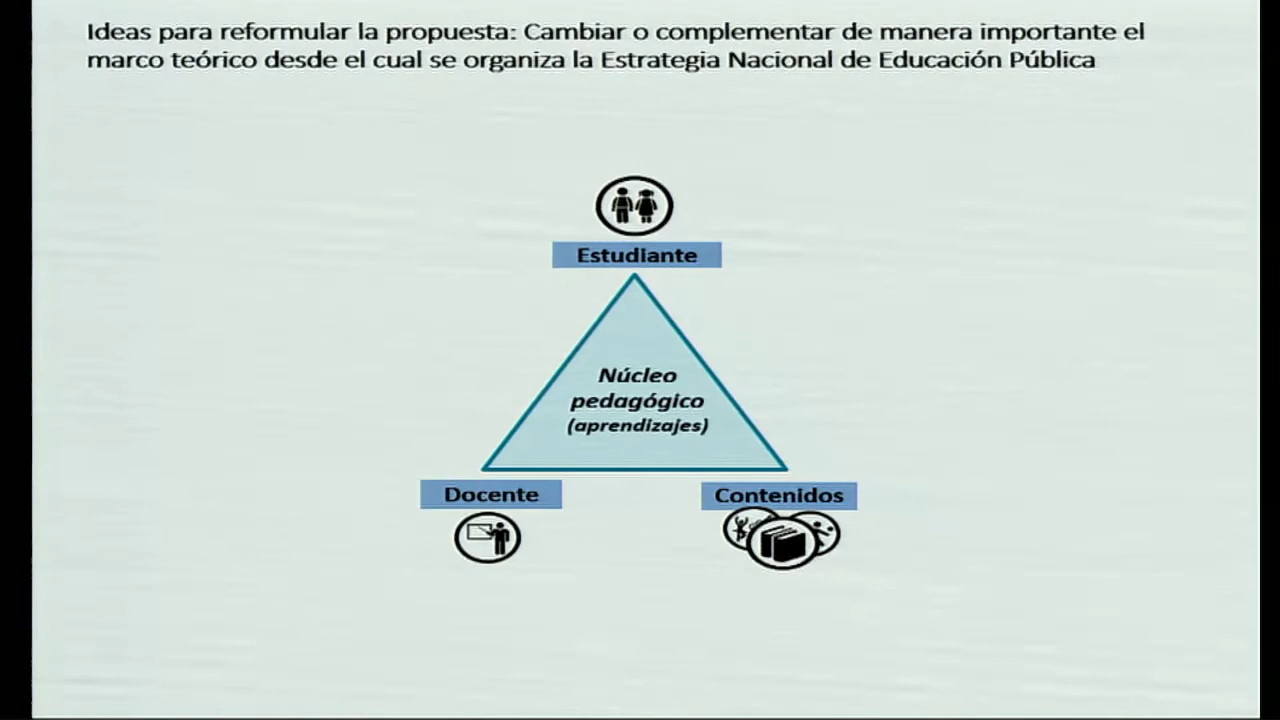 Ideas para reformular la propuesta: Cambiar o complementar de manera importante el
marco teórico desde el cual se organiza la Estrategia Nacional de Educación Pública
Estudiante
Núcleo
pedagógico
(aprendizajes)
Docente
Contenidos